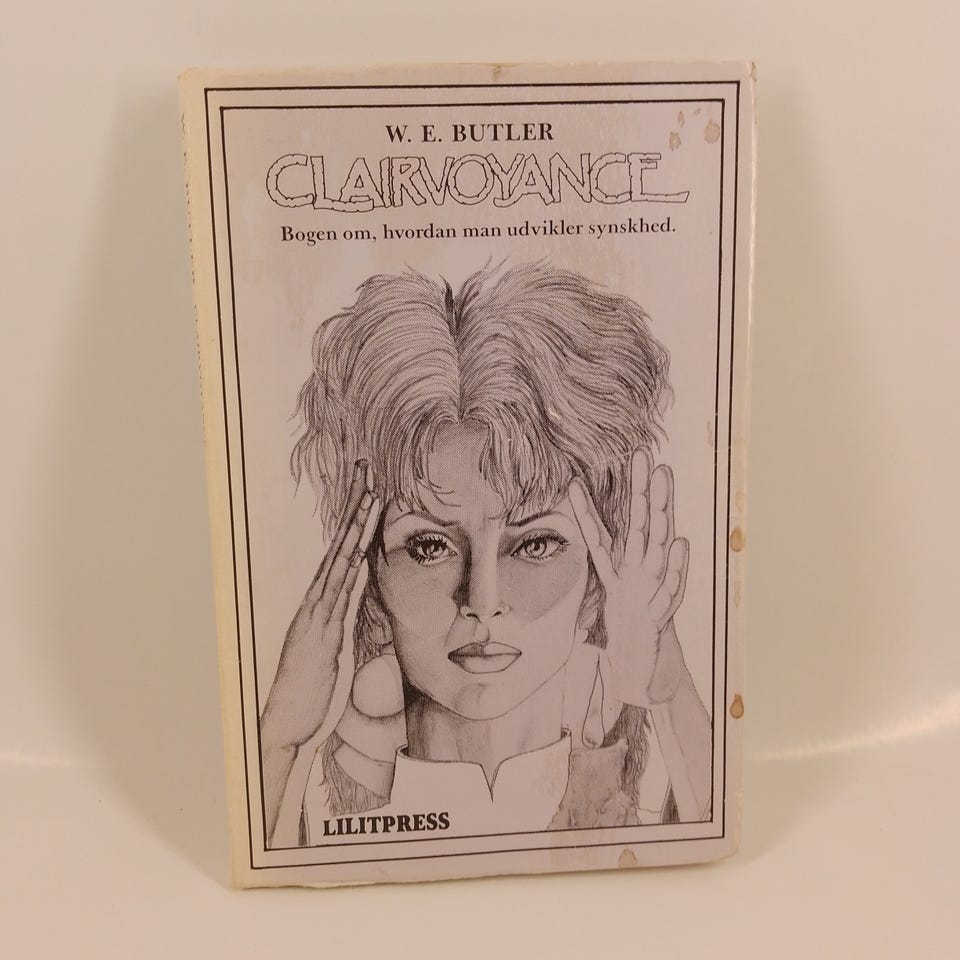 W. E. BUTLER
CLAIRVOYANCE
Bogen om, hvordan man udvikler synskhed.
LILITPRESS